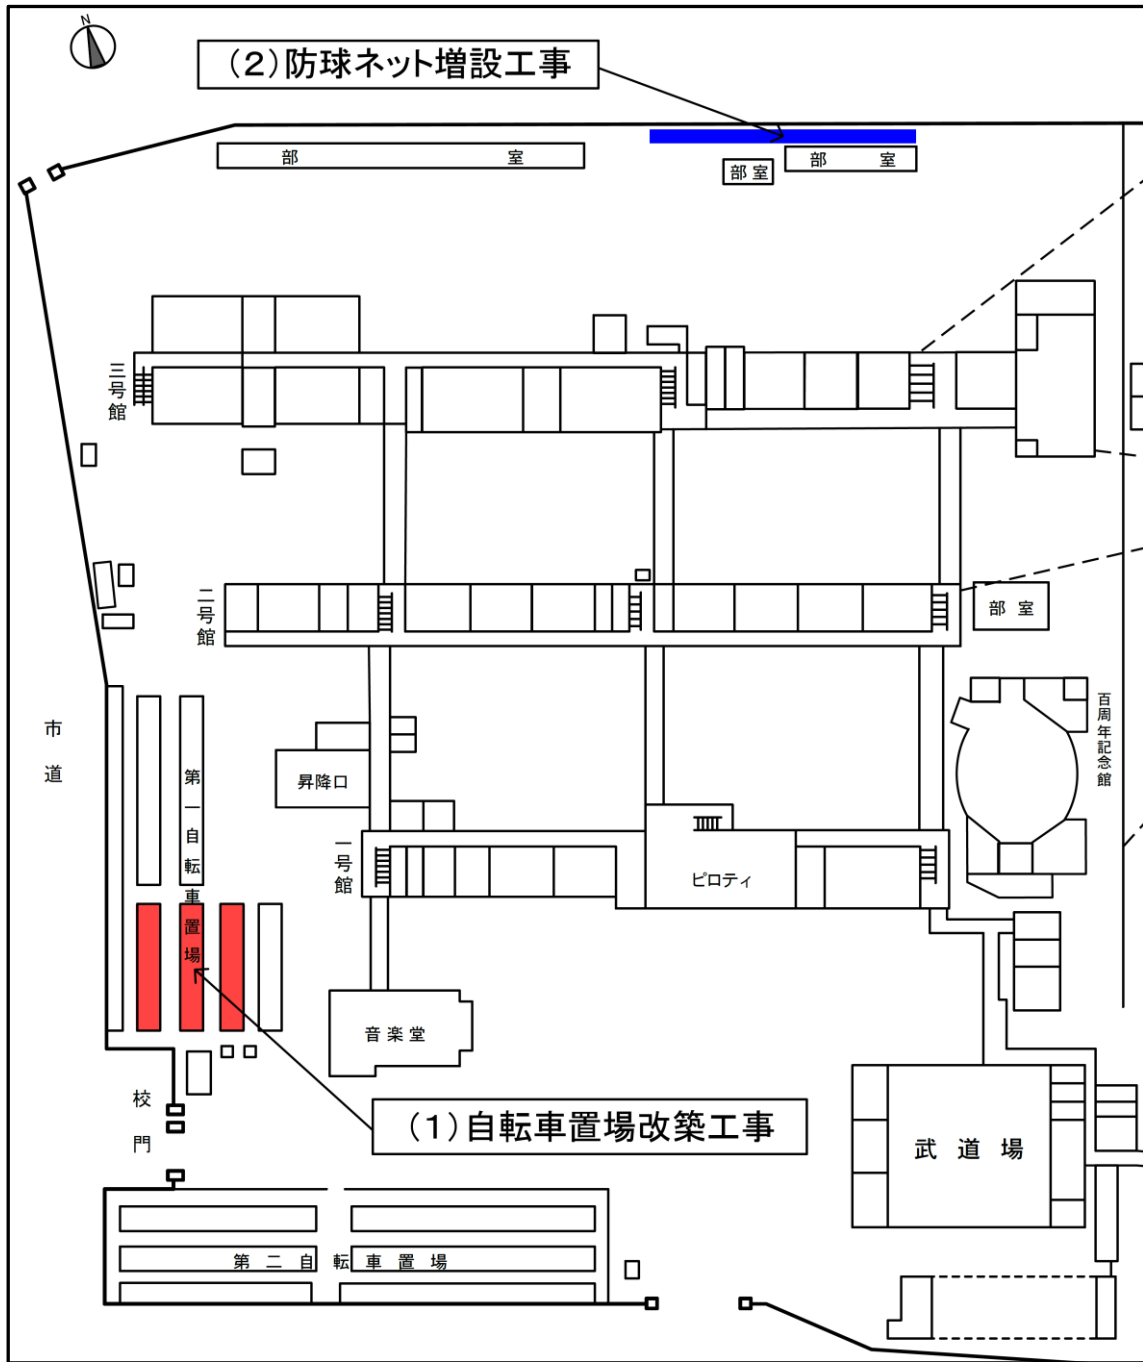 N
(2)防球ネット増設工事
部室
部室
部室
三号館
二号館
部室
市道
第一自転車置場
昇降口
百周年記念館
一号館
ピロティ
音楽堂
校門
(1)自転車置場改築工事
武道場
第二自転車置場